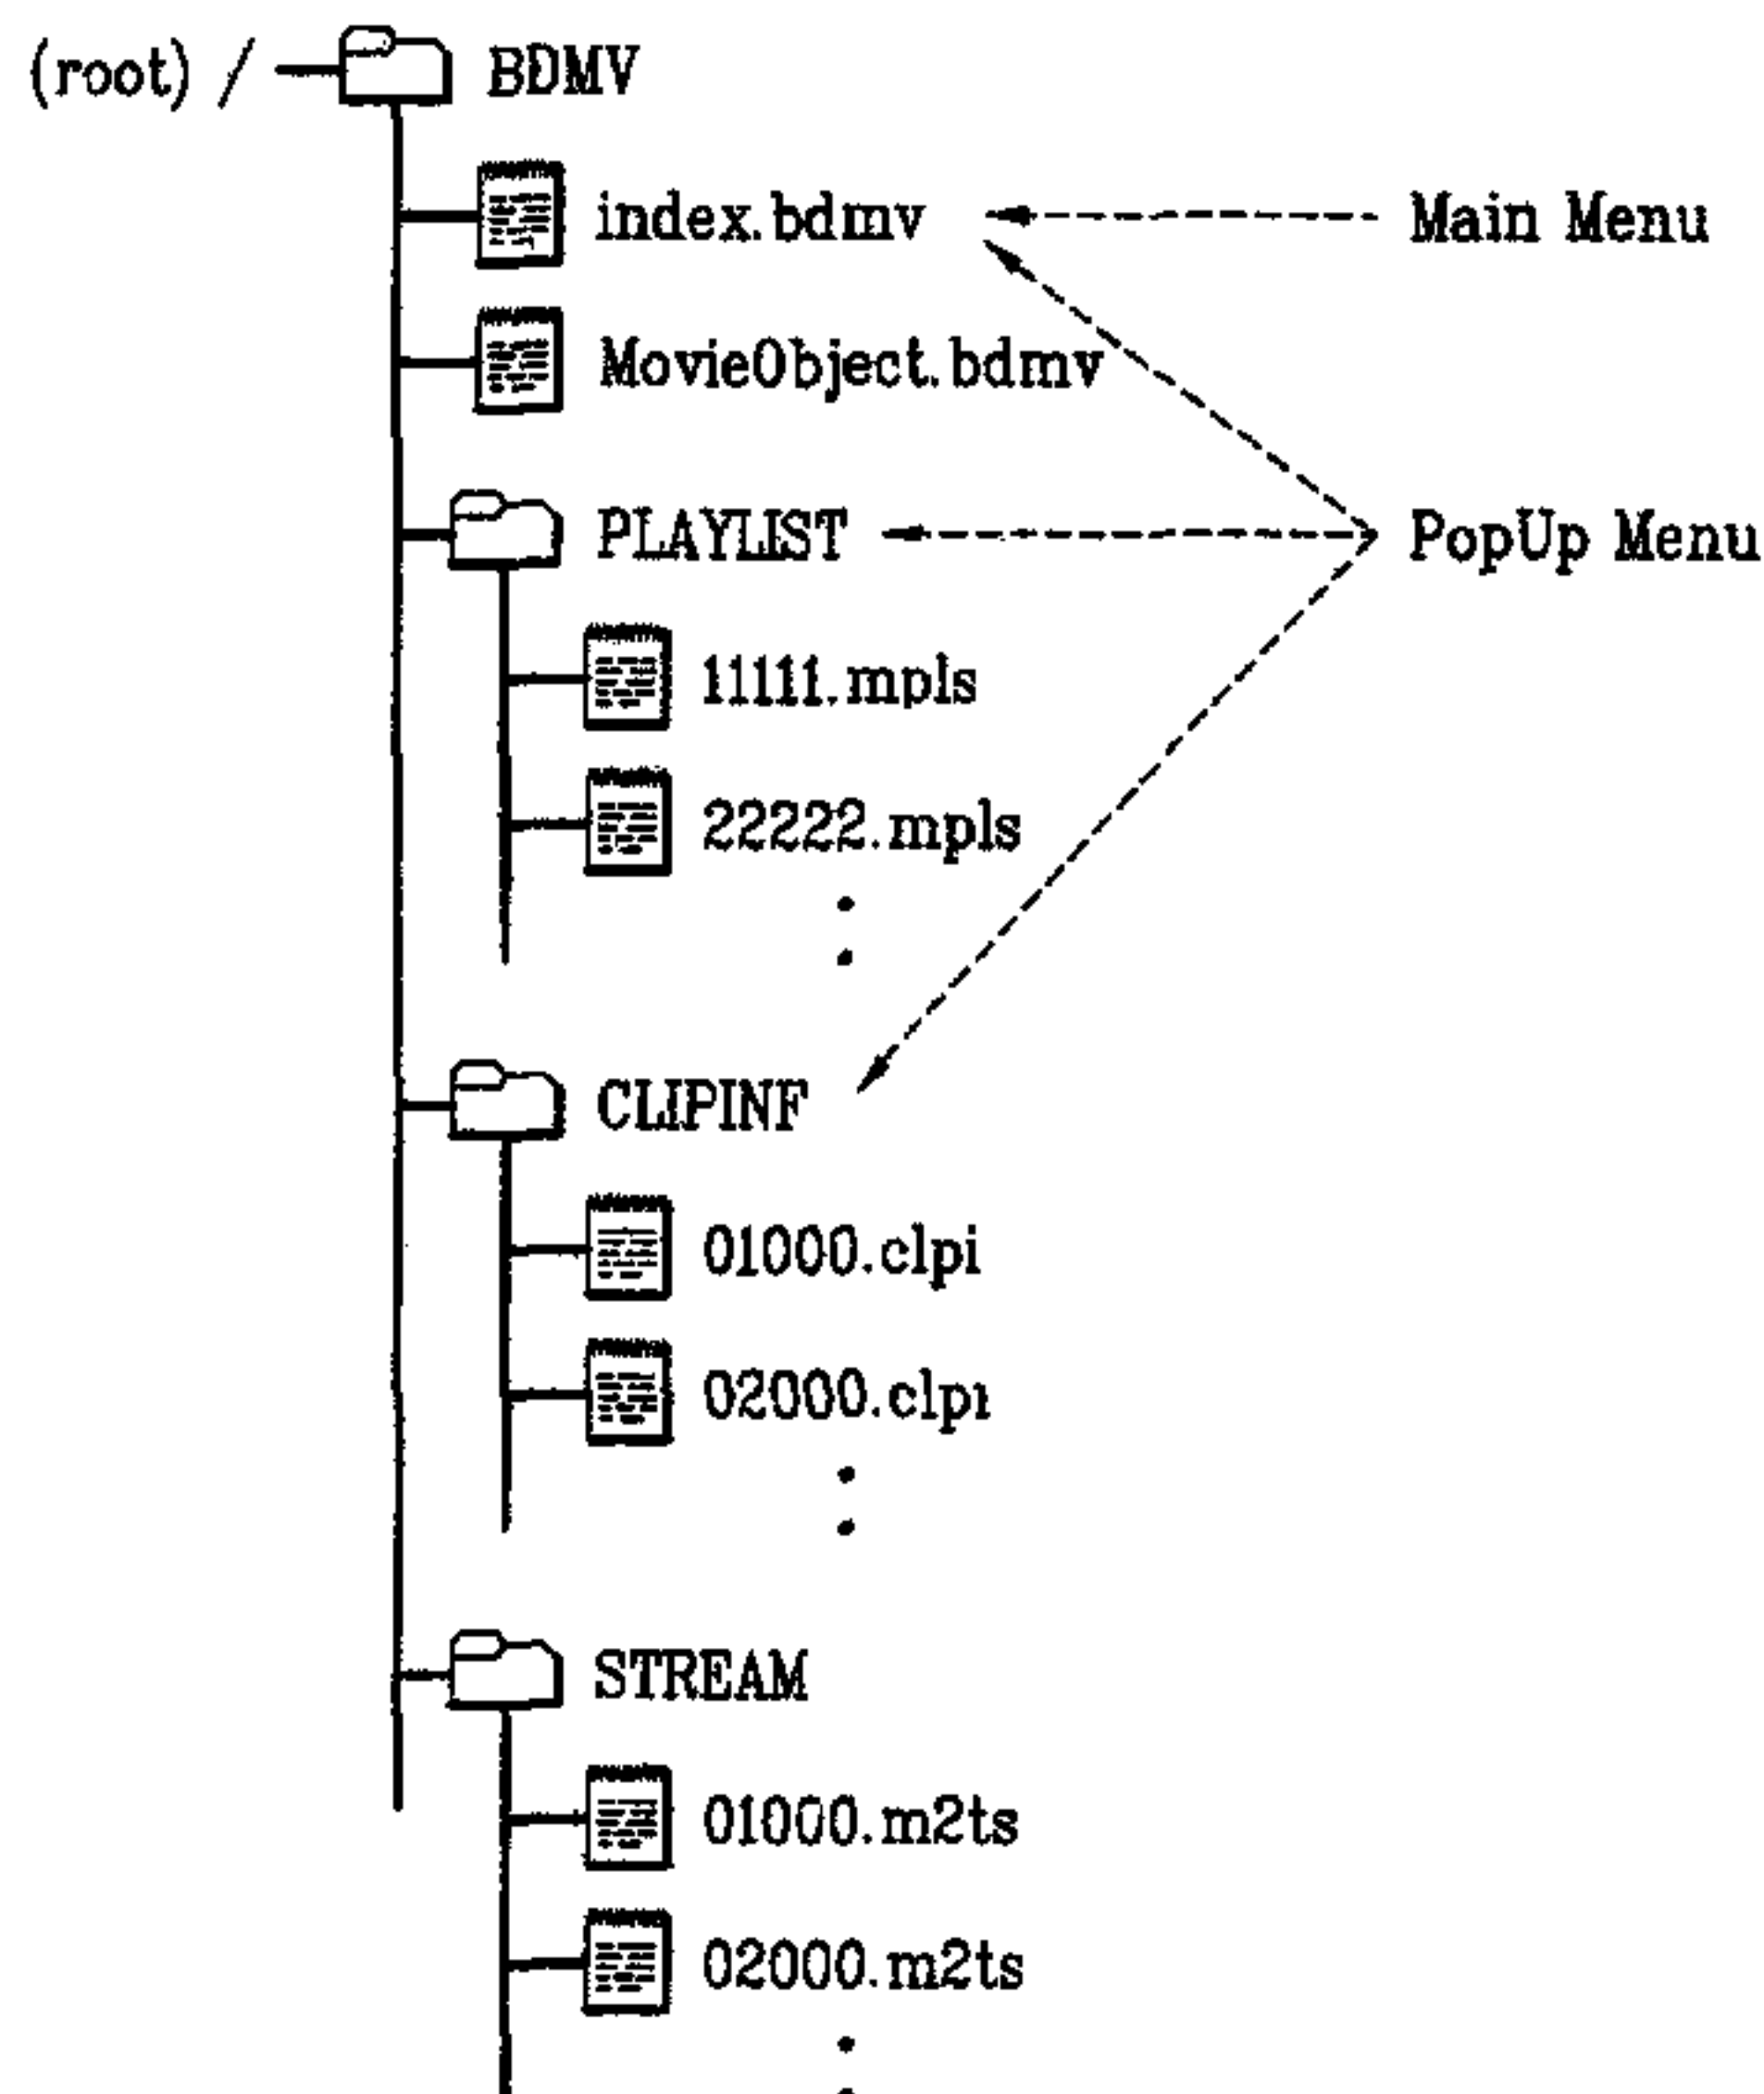 (root) / BDMV
index.bdmv Main Menu
MovieObject.bdmv
PLAYLIST PopUp Menu
11111.mpls
22222.mpls
CLIPINF
01000.clpi
02000.clpi
STREAM
01000.m2ts
02000.m2ts